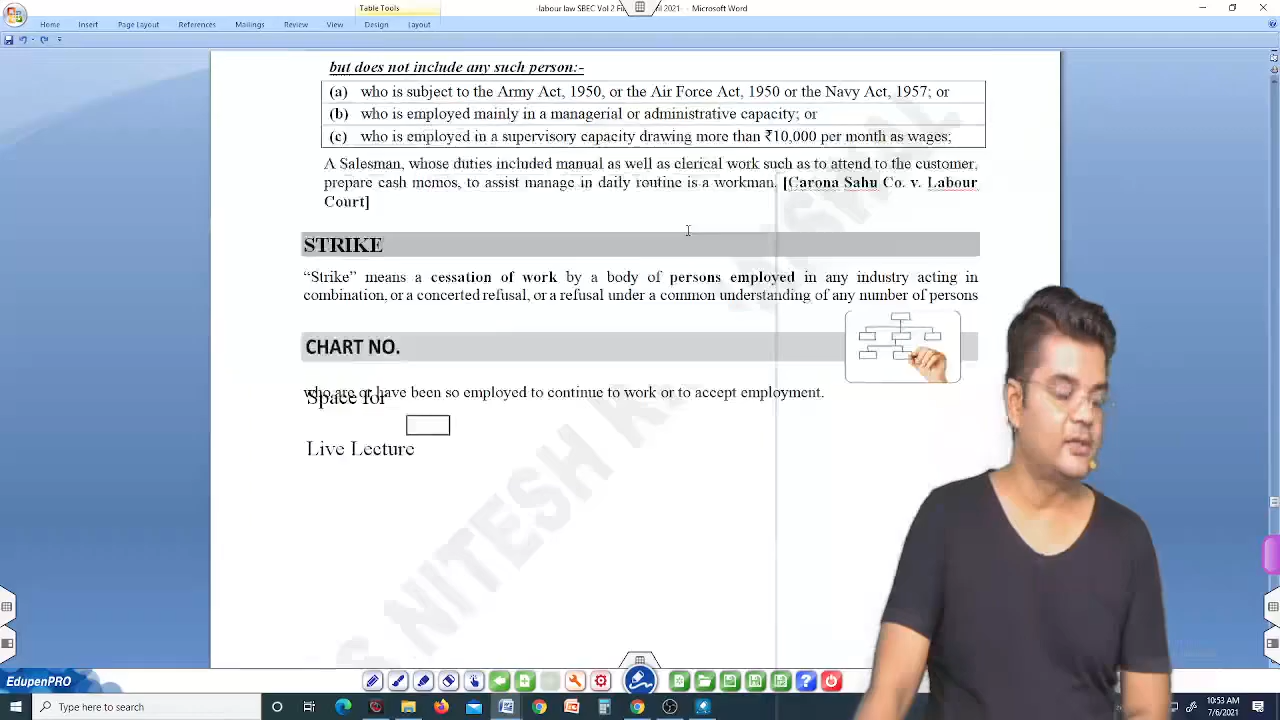 Table Tools
-labour law SBEC Vol 2 F
il 2021- - Microsoft Word
Home Insert Page Layout References Mailings Review View Design Layout
but does not include any such person:-
(a) who is subject to the Army Act, 1950, or the Air Force Act, 1950 or the Navy Act, 1957; or
(b) who is employed mainly in a managerial or administrative capacity; or
(c) who is employed in a supervisory capacity drawing more than ₹10,000 per month as wages;
A Salesman, whose duties included manual as well as clerical work such as to attend to the customer,
prepare cash memos, to assist manage in daily routine is a workman. [Carona Sahu Co. v. Labour
Court]
STRIKE
“Strike” means a cessation of work by a body of persons employed in any industry acting in
combination, or a concerted refusal, or a refusal under a common understanding of any number of persons
CHART NO.
who are or have been so employed to continue to work or to accept employment.
Space for
Live Lecture
S NITESH K
EdupenPRO
Type here to search
10:53 AM
7/6/2021